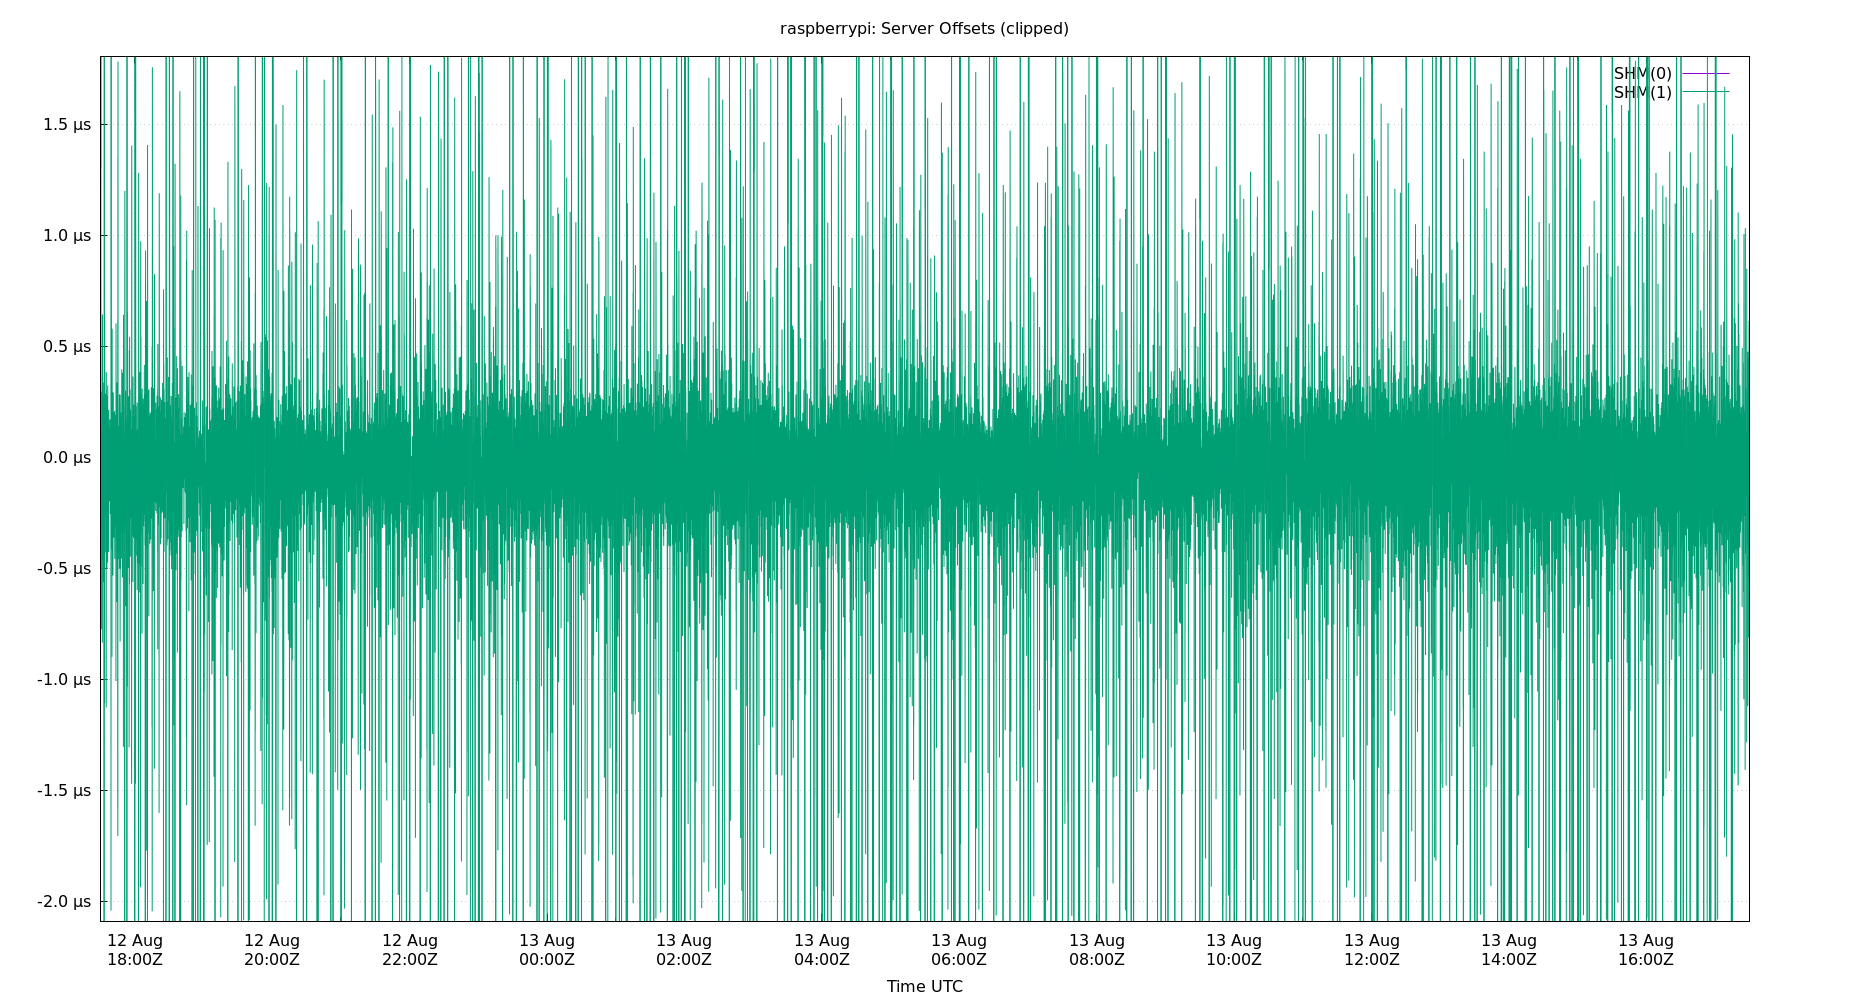 raspberrypi: Server Offsets (clipped)
SHM(0)
SHM(1)
1.5 µs
1.0 µs
0.5 µs
0.0 µs
-0.5 µs
-1.0 µs
-1.5 µs
-2.0 µs
12 Aug 12 Aug 12 Aug 13 Aug 13 Aug 13 Aug 13 Aug 13 Aug 13 Aug 13 Aug 13 Aug 13 Aug
18:00Z 20:00Z 22:00Z 00:00Z 02:00Z 04:00Z 06:00Z 08:00Z 10:00Z 12:00Z 14:00Z 16:00Z
Time UTC